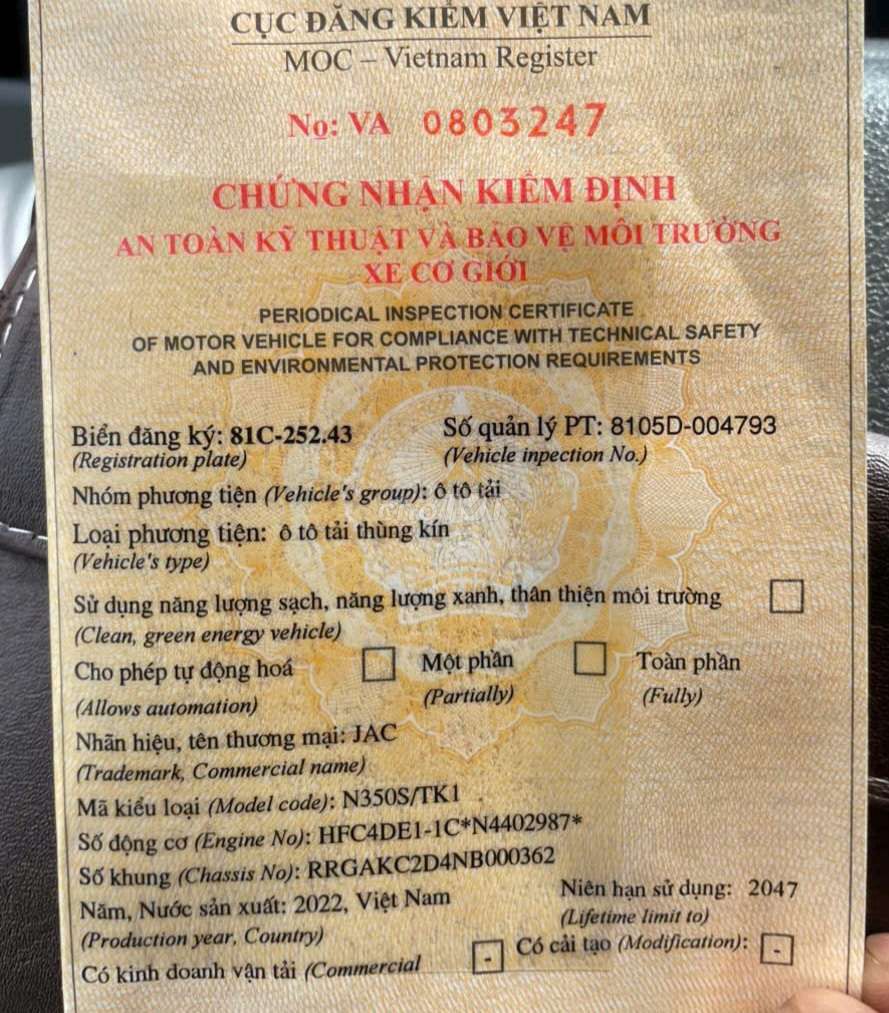 CỤC ĐĂNG KIỂM VIỆT NAM
MOC – Vietnam Register
No: VA 0803247
CHỨNG NHẬN KIỂM ĐỊNH
AN TOÀN KỸ THUẬT VÀ BẢO VỆ MÔI TRƯỜNG
XE CƠ GIỚI
PERIODICAL INSPECTION CERTIFICATE
OF MOTOR VEHICLE FOR COMPLIANCE WITH TECHNICAL SAFETY
AND ENVIRONMENTAL PROTECTION REQUIREMENTS
Biển đăng ký: 81C-252.43 Số quản lý PT: 8105D-004793
(Registration plate) (Vehicle inpection No.)
Nhóm phương tiện (Vehicle's group): ô tô tải
Loại phương tiện: ô tô tải thùng kín
(Vehicle's type)
Sử dụng năng lượng sạch, năng lượng xanh, thân thiện môi trường
(Clean, green energy vehicle)
Cho phép tự động hoá Một phần Toàn phần
(Allows automation) (Partially) (Fully)
Nhãn hiệu, tên thương mại: JAC
(Trademark, Commercial name)
Mã kiểu loại (Model code): N350S/TK1
Số động cơ (Engine No): HFC4DE1-1C*N4402987*
Số khung (Chassis No): RRGAKC2D4NB000362
Năm, Nước sản xuất: 2022, Việt Nam Niên hạn sử dụng: 2047
(Production year, Country) (Lifetime limit to)
Có kinh doanh vận tải (Commercial - Có cải tạo (Modification): -